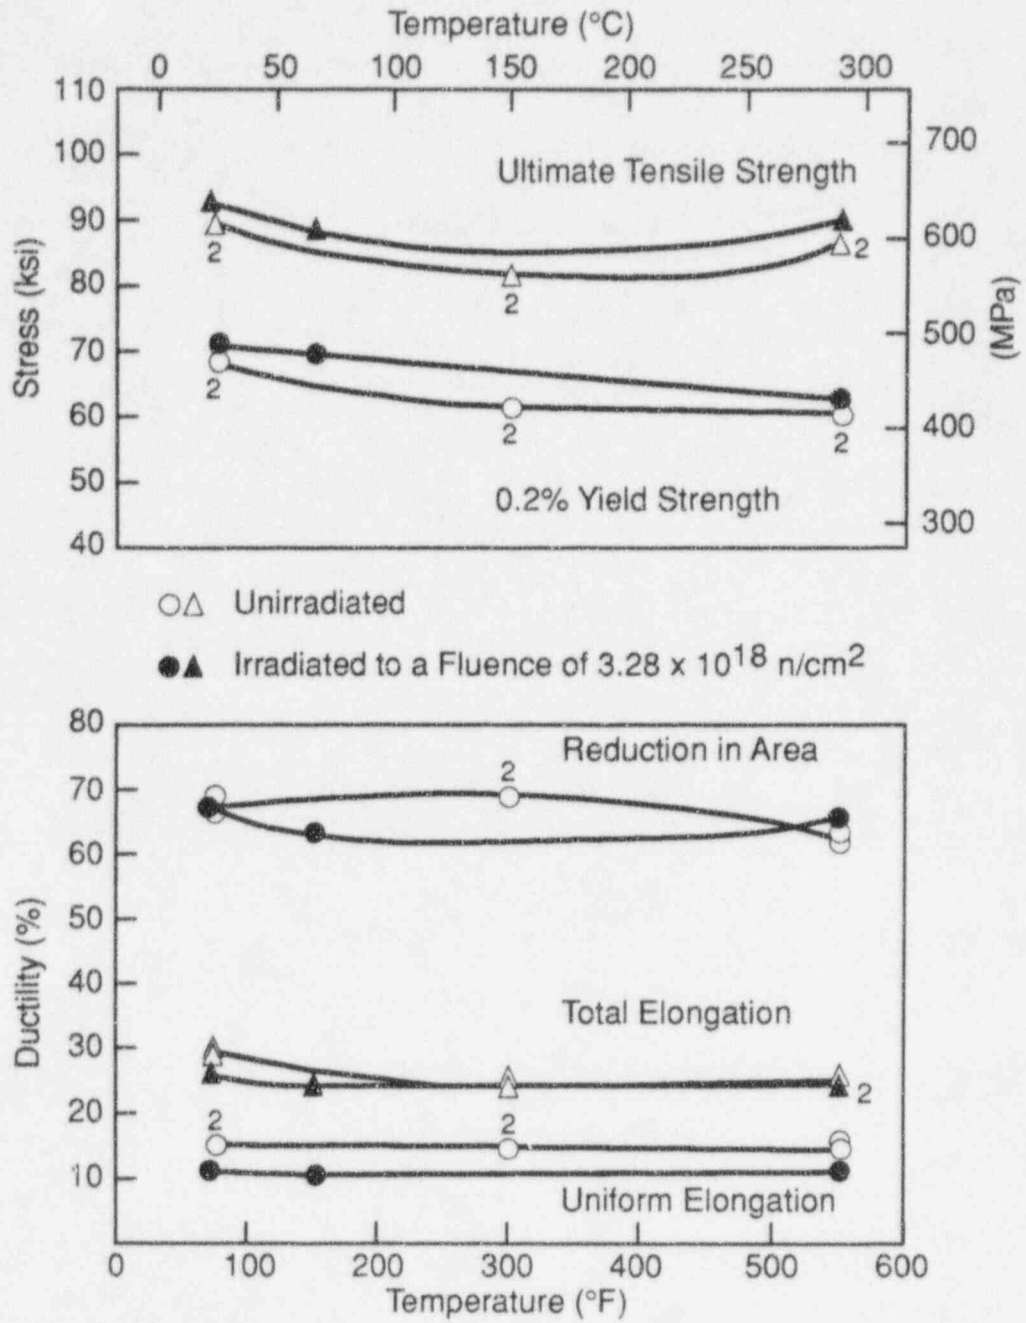 Temperature (°C)
0 50 100 150 200 250 300
110
100
90
80
70
60
50
40
Stress (ksi)
700
600
500
400
300
(MPa)
Ultimate Tensile Strength
2
2
2
2
2
2
0.2% Yield Strength
○△ Unirradiated
●▲ Irradiated to a Fluence of 3.28 x 10¹⁸ n/cm²
80
70
60
50
40
30
20
10
Ductility (%)
Reduction in Area
2
Total Elongation
2
2
2
Uniform Elongation
0 100 200 300 400 500 600
Temperature (°F)